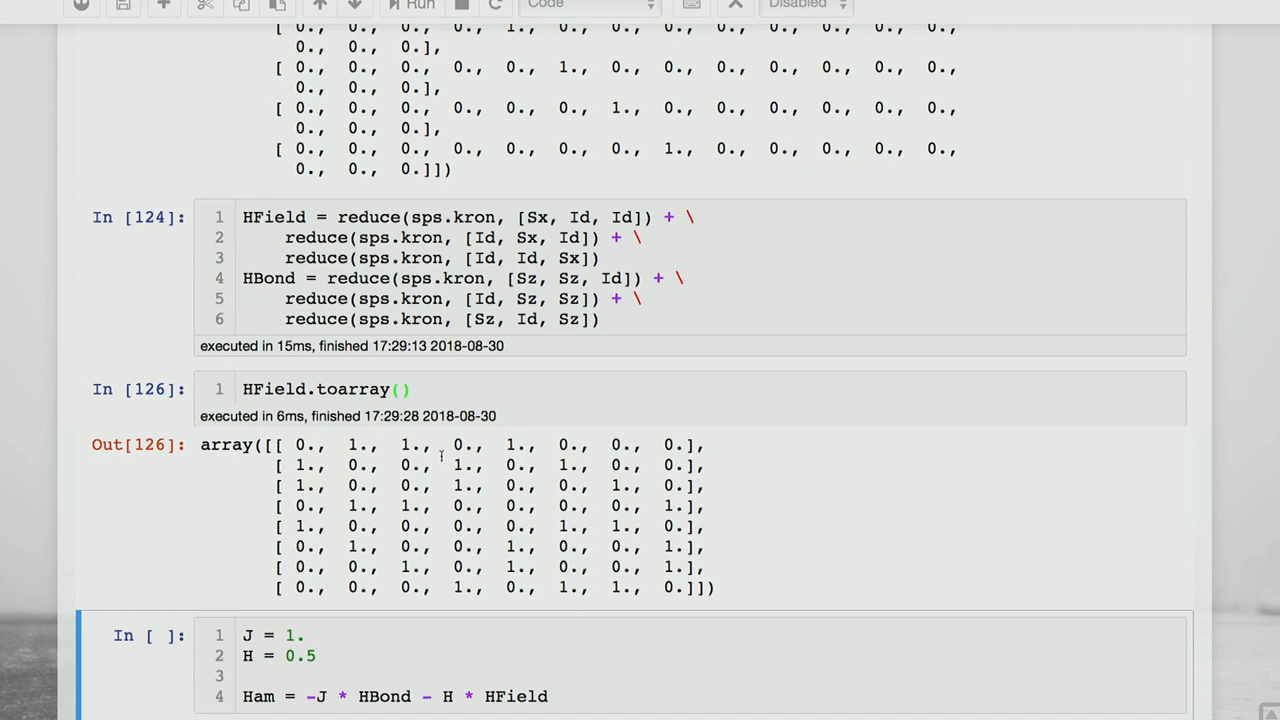 Run
Code
Disabled
[ 0., 0., 0., 0., 1., 0., 0., 0., 0., 0., 0., 0., 0.,
0., 0., 0.],
[ 0., 0., 0., 0., 0., 1., 0., 0., 0., 0., 0., 0., 0.,
0., 0., 0.],
[ 0., 0., 0., 0., 0., 0., 1., 0., 0., 0., 0., 0., 0.,
0., 0., 0.],
[ 0., 0., 0., 0., 0., 0., 0., 1., 0., 0., 0., 0., 0.,
0., 0., 0.]])
In [124]:
1 HField = reduce(sps.kron, [Sx, Id, Id]) + \
2 reduce(sps.kron, [Id, Sx, Id]) + \
3 reduce(sps.kron, [Id, Id, Sx])
4 HBond = reduce(sps.kron, [Sz, Sz, Id]) + \
5 reduce(sps.kron, [Id, Sz, Sz]) + \
6 reduce(sps.kron, [Sz, Id, Sz])
executed in 15ms, finished 17:29:13 2018-08-30
In [126]:
1 HField.toarray()
executed in 6ms, finished 17:29:28 2018-08-30
Out[126]: array([[ 0., 1., 1., 0., 1., 0., 0., 0.],
[ 1., 0., 0., 1., 0., 1., 0., 0.],
[ 1., 0., 0., 1., 0., 0., 1., 0.],
[ 0., 1., 1., 0., 0., 0., 0., 1.],
[ 1., 0., 0., 0., 0., 1., 1., 0.],
[ 0., 1., 0., 0., 1., 0., 0., 1.],
[ 0., 0., 1., 0., 1., 0., 0., 1.],
[ 0., 0., 0., 1., 0., 1., 1., 0.]])
In [ ]:
1 J = 1.
2 H = 0.5
3
4 Ham = -J * HBond - H * HField